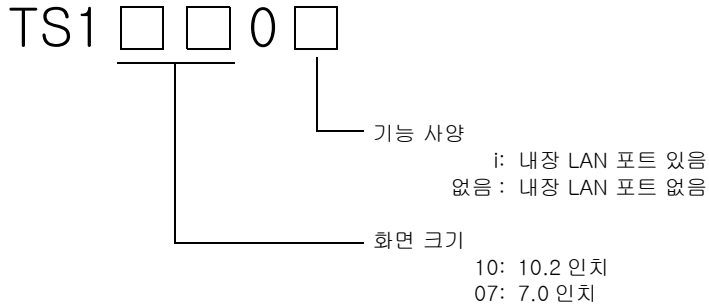 TS1 □ □ 0 □
기능 사양
i: 내장 LAN 포트 있음
없음 : 내장 LAN 포트 없음
화면 크기
10: 10.2 인치
07: 7.0 인치